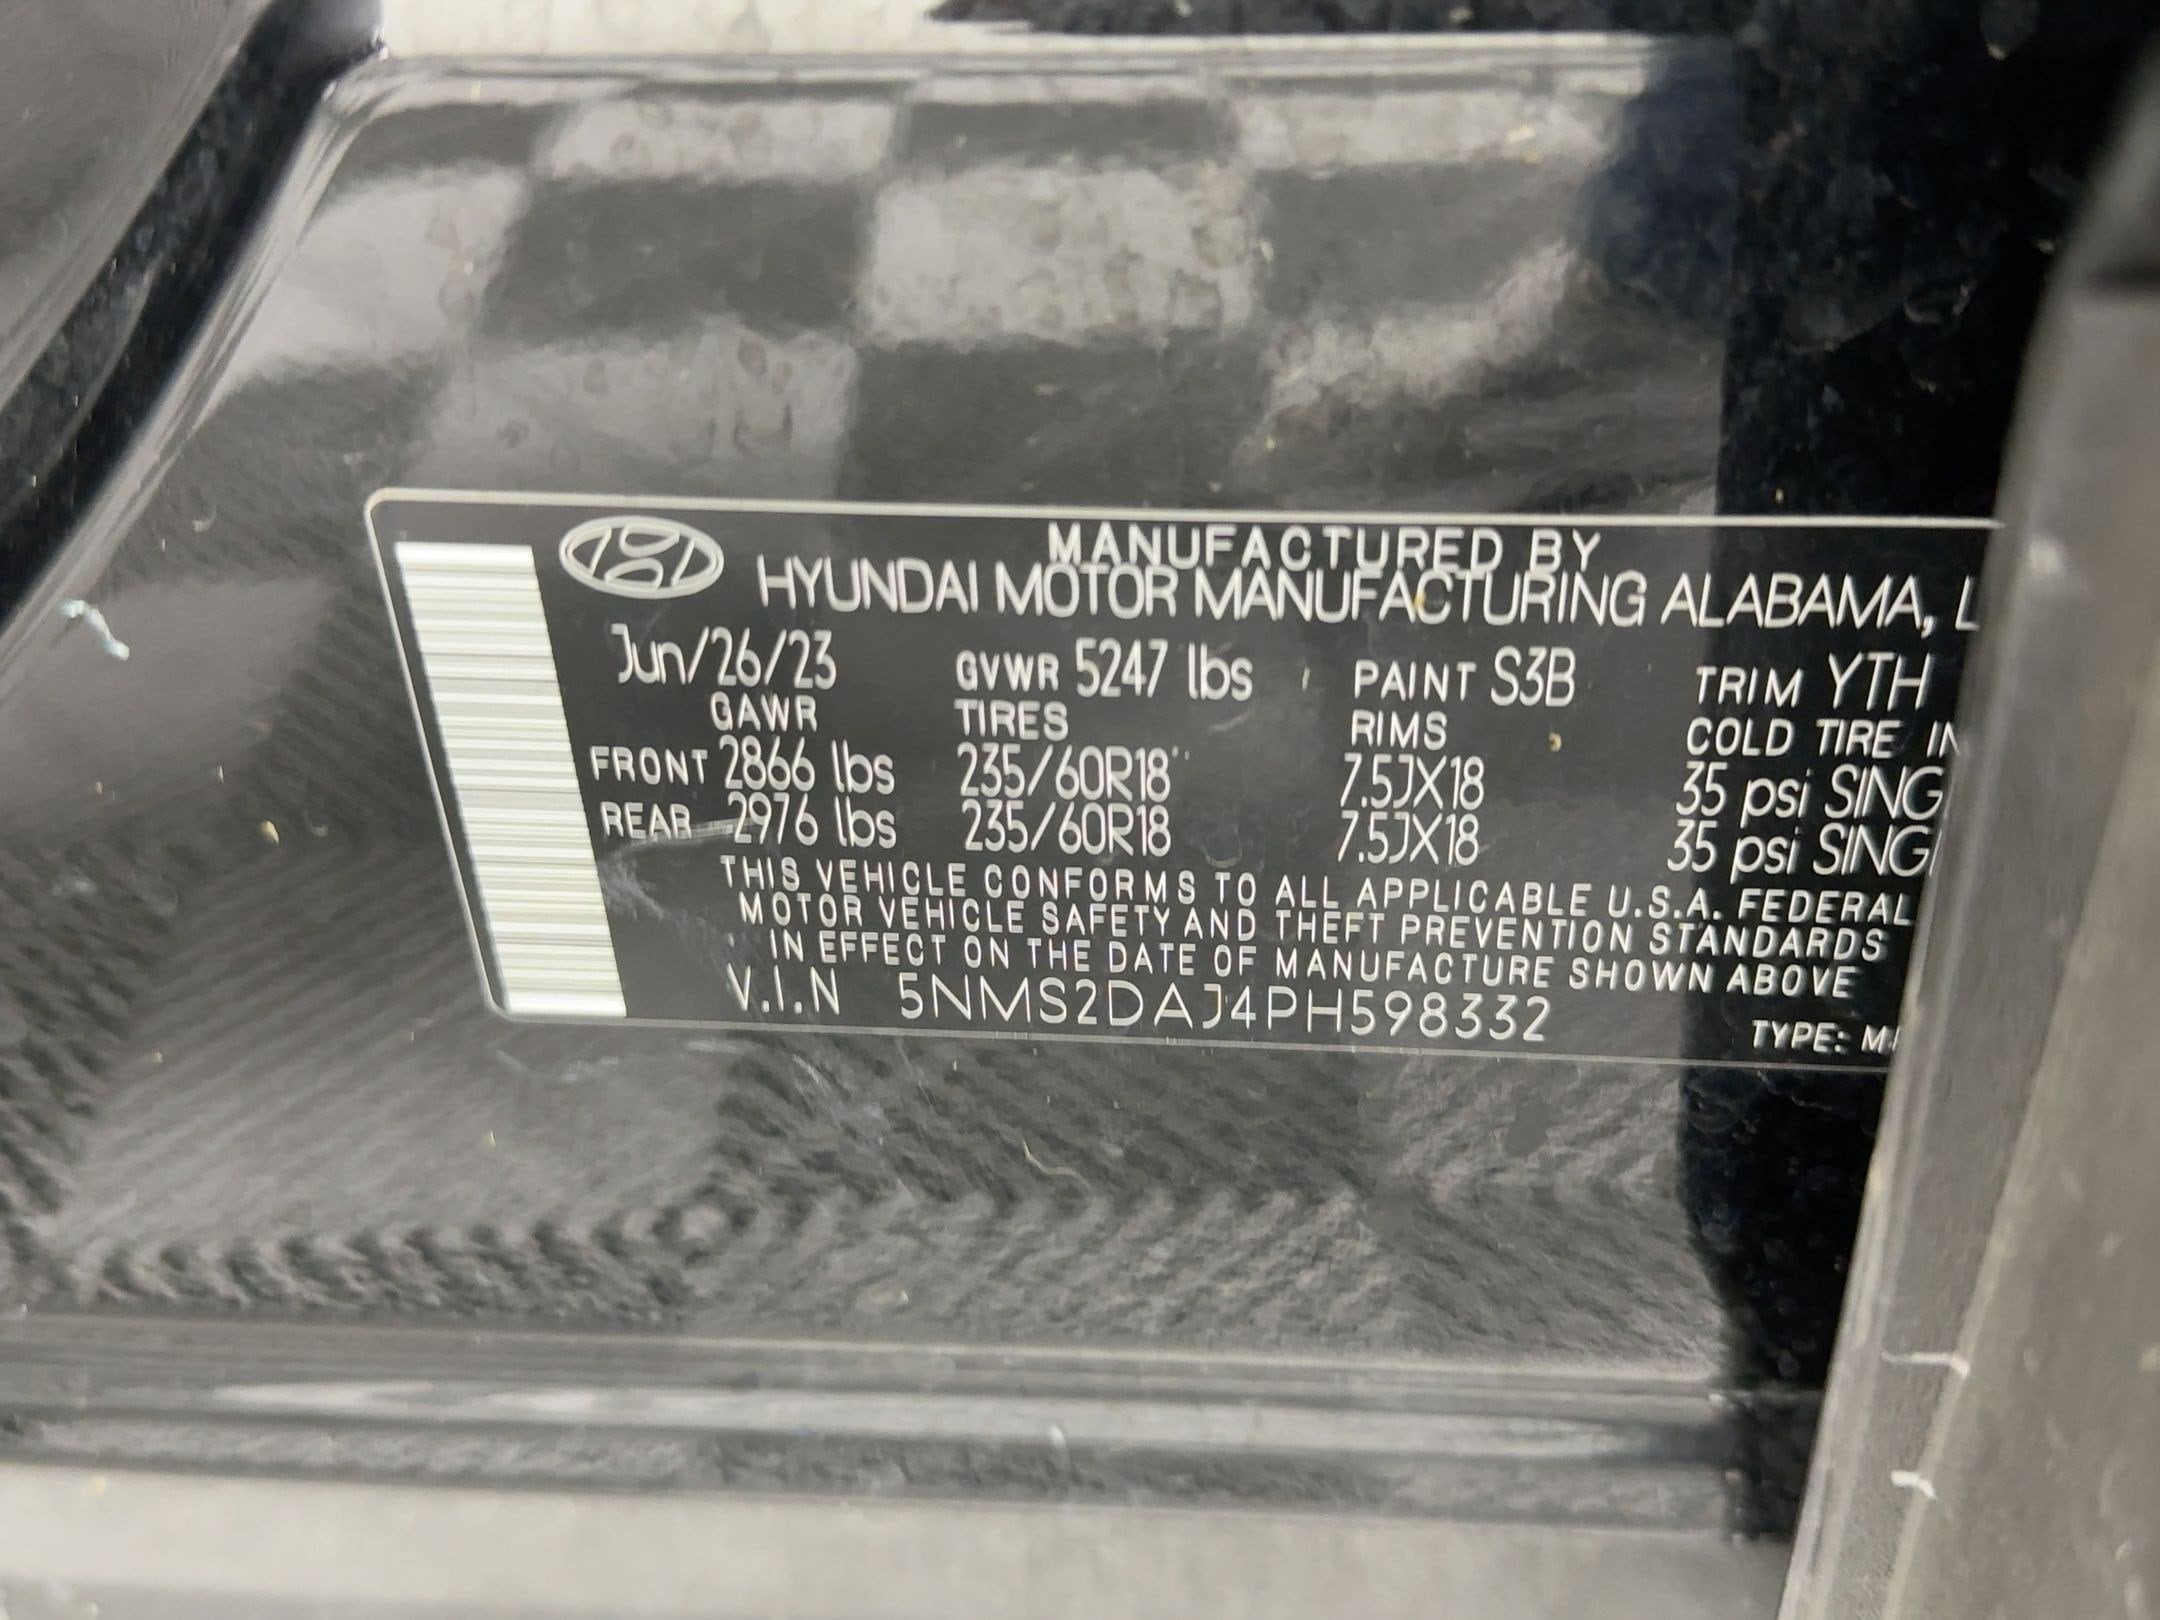 MANUFACTURED BY
HYUNDAI MOTOR MANUFACTURING ALABAMA, L
Jun/26/23 GVWR 5247 lbs PAINT S3B TRIM YTH
GAWR TIRES RIMS COLD TIRE IN
FRONT 2866 lbs 235/60R18 7.5JX18 35 psi SING
REAR 2976 lbs 235/60R18 7.5JX18 35 psi SING
THIS VEHICLE CONFORMS TO ALL APPLICABLE U.S.A. FEDERAL
MOTOR VEHICLE SAFETY AND THEFT PREVENTION STANDARDS
IN EFFECT ON THE DATE OF MANUFACTURE SHOWN ABOVE
V.I.N 5NMS2DAJ4PH598332
TYPE: M